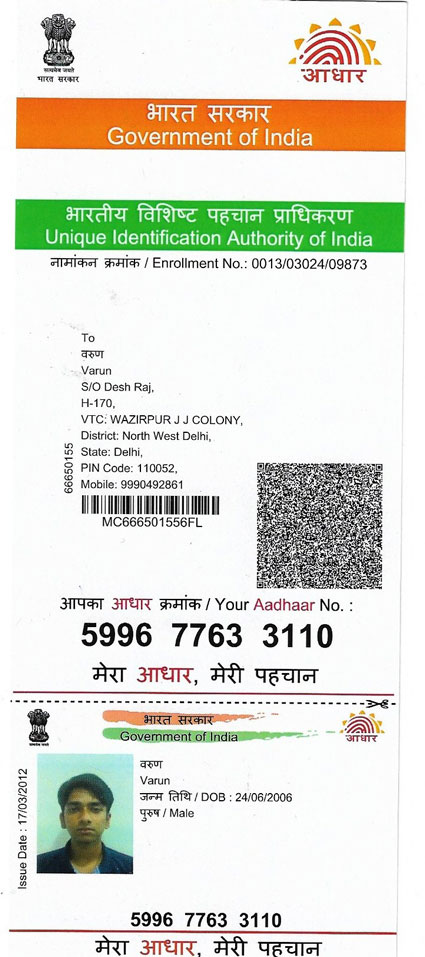 सत्यमेव जयते
भारत सरकार
आधार
भारत सरकार
Government of India
भारतीय विशिष्ट पहचान प्राधिकरण
Unique Identification Authority of India
नामांकन क्रमांक / Enrollment No.: 0013/03024/09873
To
वरुण
Varun
S/O Desh Raj,
H-170,
VTC: WAZIRPUR J J COLONY,
District: North West Delhi,
State: Delhi,
PIN Code: 110052,
Mobile: 9990492861
66650155
MC666501556FL
आपका आधार क्रमांक / Your Aadhaar No. :
5996 7763 3110
मेरा आधार, मेरी पहचान
सत्यमेव जयते
भारत सरकार
Government of India
आधार
Issue Date : 17/03/2012
वरुण
Varun
जन्म तिथि / DOB : 24/06/2006
पुरुष / Male
5996 7763 3110
मेरा आधार, मेरी पहचान